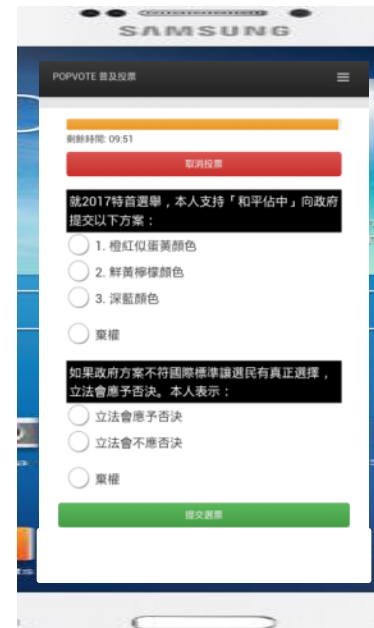 SAMSUNG
POPVOTE 普及投票
剩餘時間: 09:51
取消投票
就2017特首選舉，本人支持「和平佔中」向政府
提交以下方案：
1. 橙紅似蛋黃顏色
2. 鮮黃檸檬顏色
3. 深藍顏色
棄權
如果政府方案不符國際標準讓選民有真正選擇，
立法會應予否決。本人表示：
立法會應予否決
立法會不應否決
棄權
提交選票